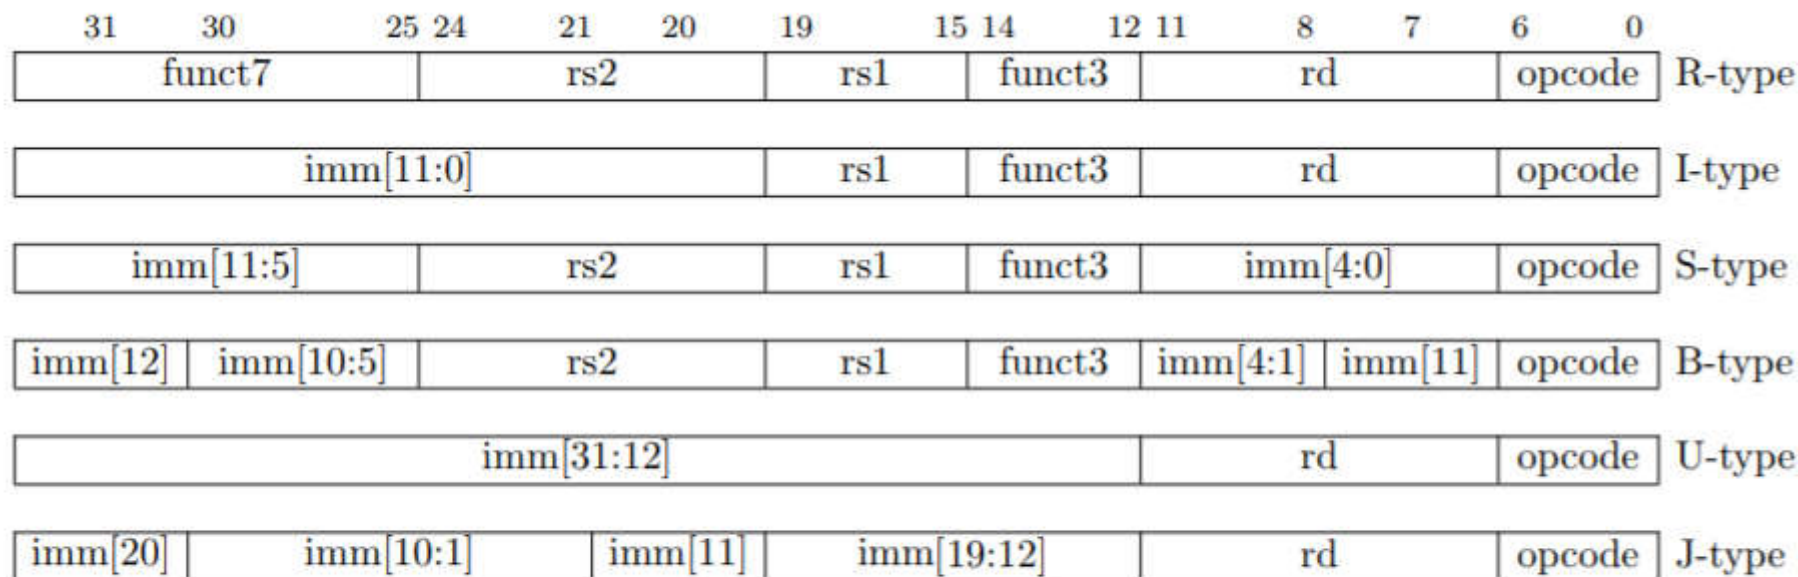 31 30 25 24 21 20 19 15 14 12 11 8 7 6 0
funct7 rs2 rs1 funct3 rd opcode R-type
imm[11:0] rs1 funct3 rd opcode I-type
imm[11:5] rs2 rs1 funct3 imm[4:0] opcode S-type
imm[12] imm[10:5] rs2 rs1 funct3 imm[4:1] imm[11] opcode B-type
imm[31:12] rd opcode U-type
imm[20] imm[10:1] imm[11] imm[19:12] rd opcode J-type